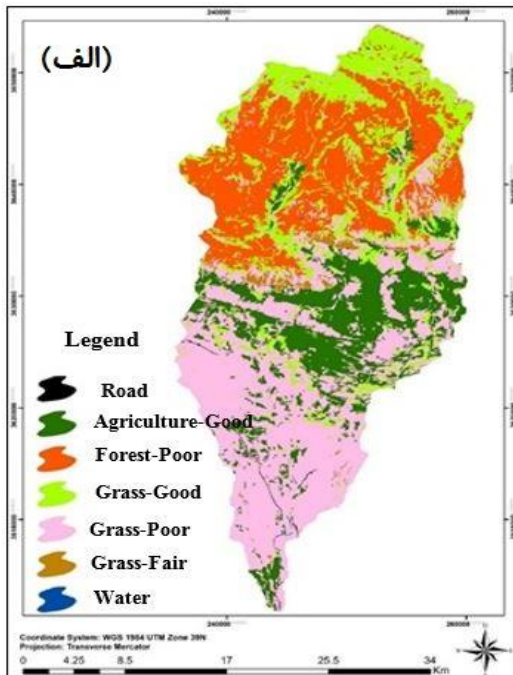 240000 260000
(الف)
Legend
Road
Agriculture-Good
Forest-Poor
Grass-Good
Grass-Poor
Grass-Fair
Water
240000 260000
Coordinate System: WGS 1984 UTM Zone 39N
Projection: Transverse Mercator
0 4.25 8.5 17 25.5 34
Km